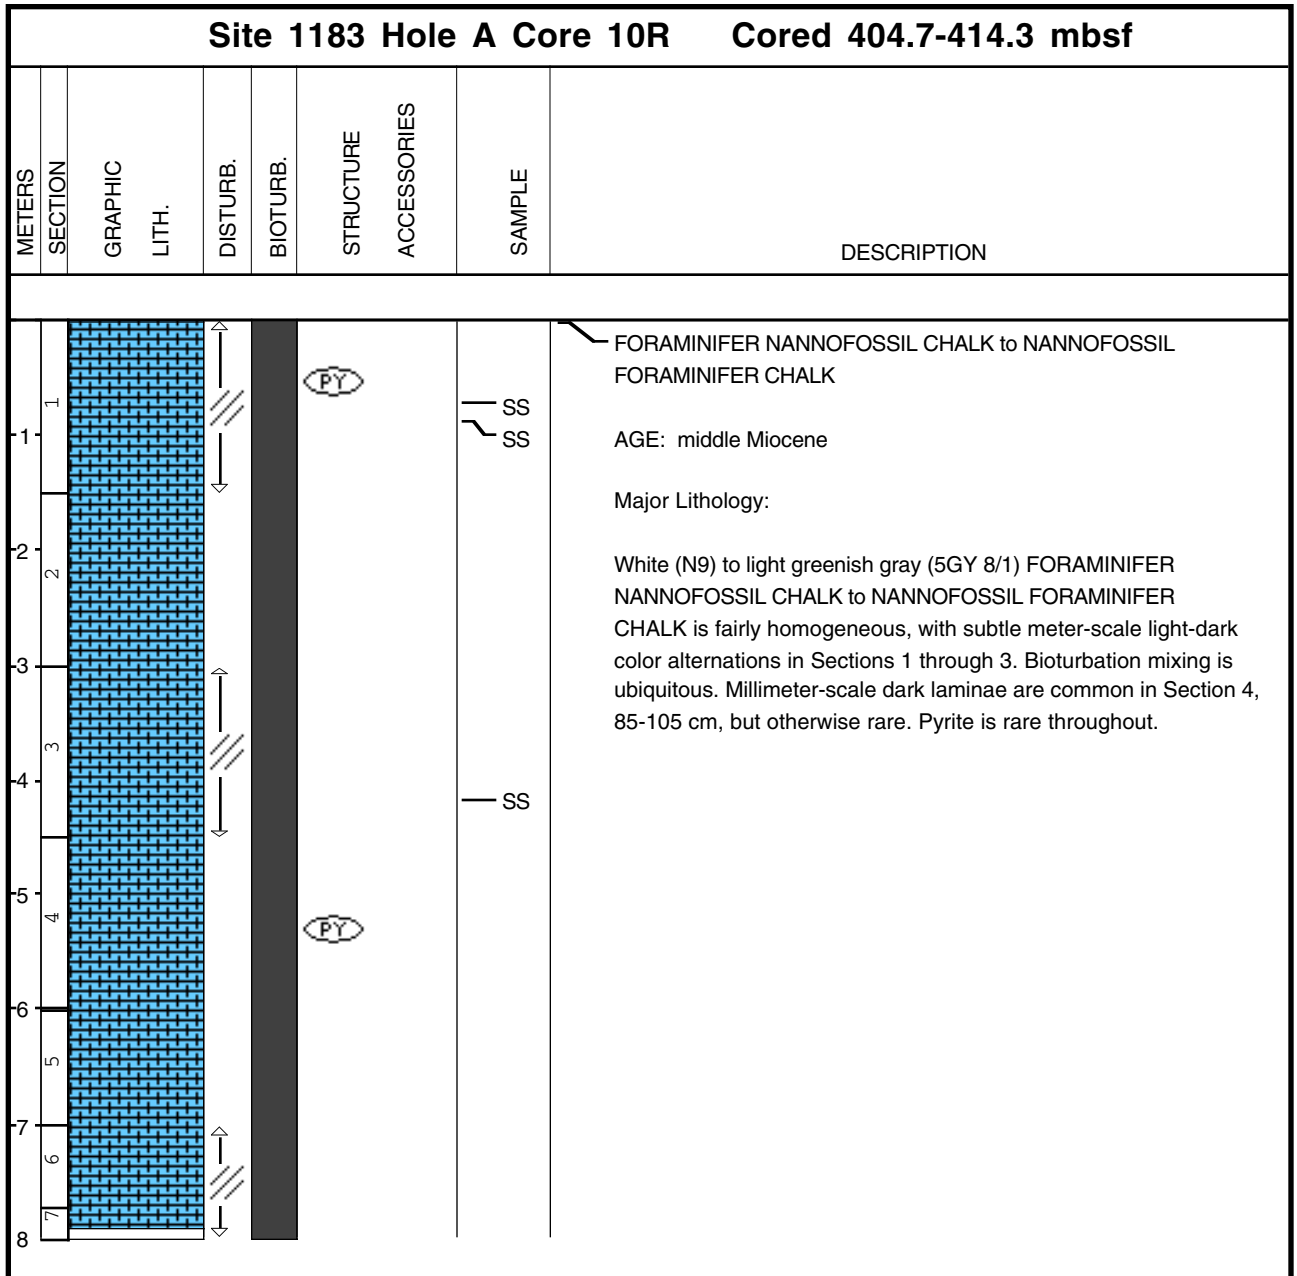 Site 1183 Hole A Core 10R Cored 404.7-414.3 mbsf
METERS
SECTION
GRAPHIC
LITH.
DISTURB.
BIOTURB.
STRUCTURE
ACCESSORIES
SAMPLE
DESCRIPTION
FORAMINIFER NANNOFOSSIL CHALK to NANNOFOSSIL
FORAMINIFER CHALK
PY
1
SS
1
SS
AGE: middle Miocene
Major Lithology:
2
2
White (N9) to light greenish gray (5GY 8/1) FORAMINIFER
NANNOFOSSIL CHALK to NANNOFOSSIL FORAMINIFER
CHALK is fairly homogeneous, with subtle meter-scale light-dark
color alternations in Sections 1 through 3. Bioturbation mixing is
ubiquitous. Millimeter-scale dark laminae are common in Section 4,
85-105 cm, but otherwise rare. Pyrite is rare throughout.
3
3
4
SS
5
4
PY
6
5
7
6
7
8